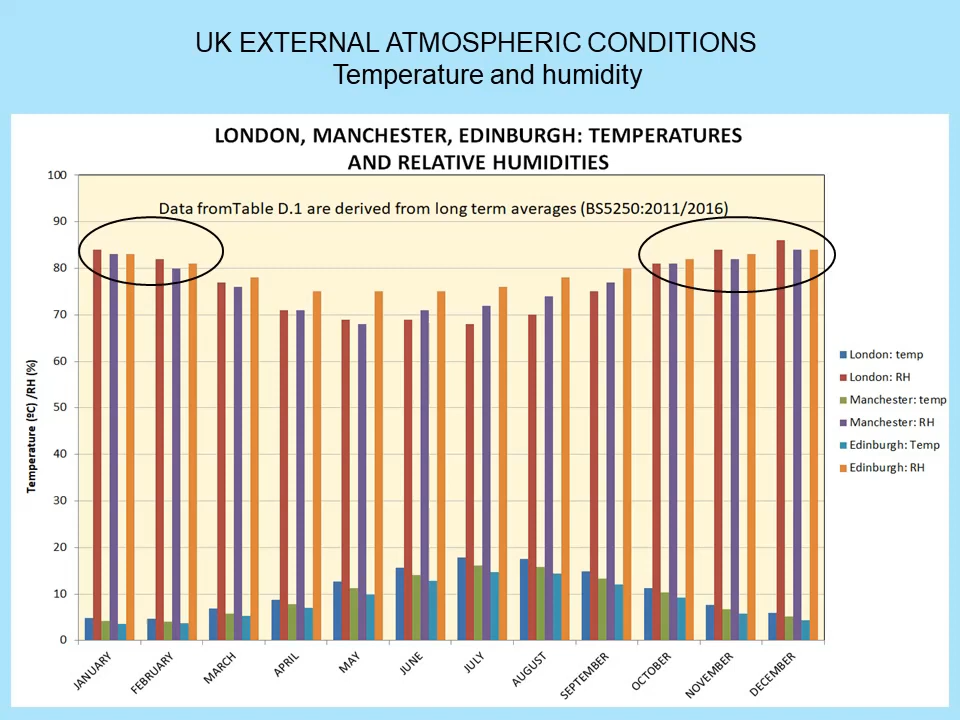 UK EXTERNAL ATMOSPHERIC CONDITIONS
Temperature and humidity
LONDON, MANCHESTER, EDINBURGH: TEMPERATURES
AND RELATIVE HUMIDITIES
Data fromTable D.1 are derived from long term averages (BS5250:2011/2016)
Temperature (ºC) /RH (%)
100
90
80
70
60
50
40
30
20
10
0
JANUARY
FEBRUARY
MARCH
APRIL
MAY
JUNE
JULY
AUGUST
SEPTEMBER
OCTOBER
NOVEMBER
DECEMBER
London: temp
London: RH
Manchester: temp
Manchester: RH
Edinburgh: Temp
Edinburgh: RH